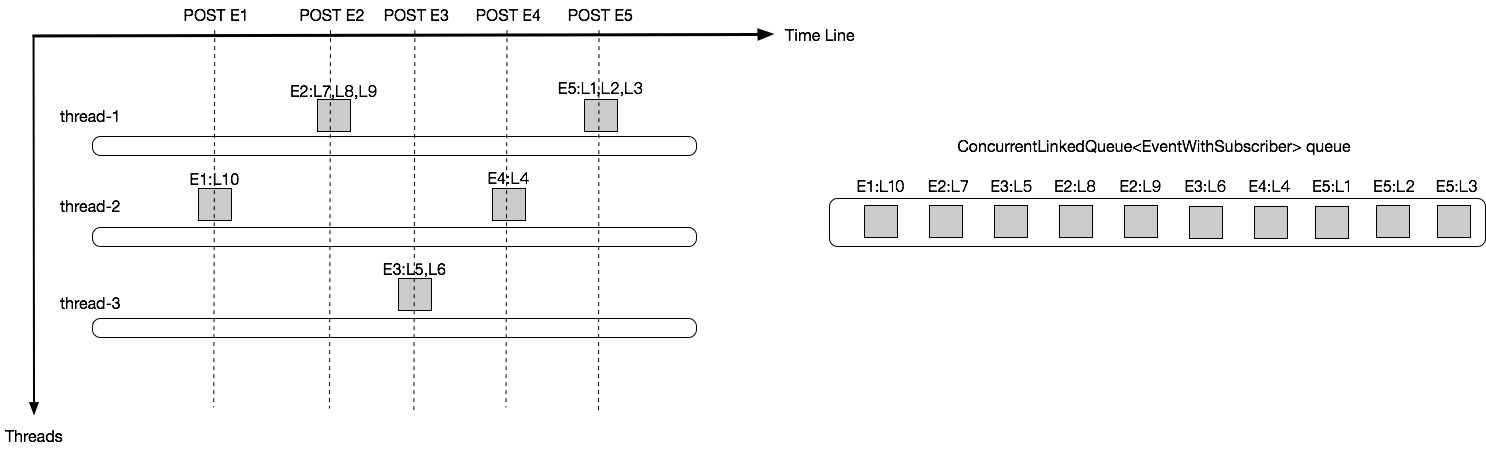 POST E1 POST E2 POST E3 POST E4 POST E5
Time Line
E2:L7,L8,L9 E5:L1,L2,L3
thread-1
E1:L10 E4:L4
thread-2
E3:L5,L6
thread-3
Threads
ConcurrentLinkedQueue<EventWithSubscriber> queue
E1:L10 E2:L7 E3:L5 E2:L8 E2:L9 E3:L6 E4:L4 E5:L1 E5:L2 E5:L3